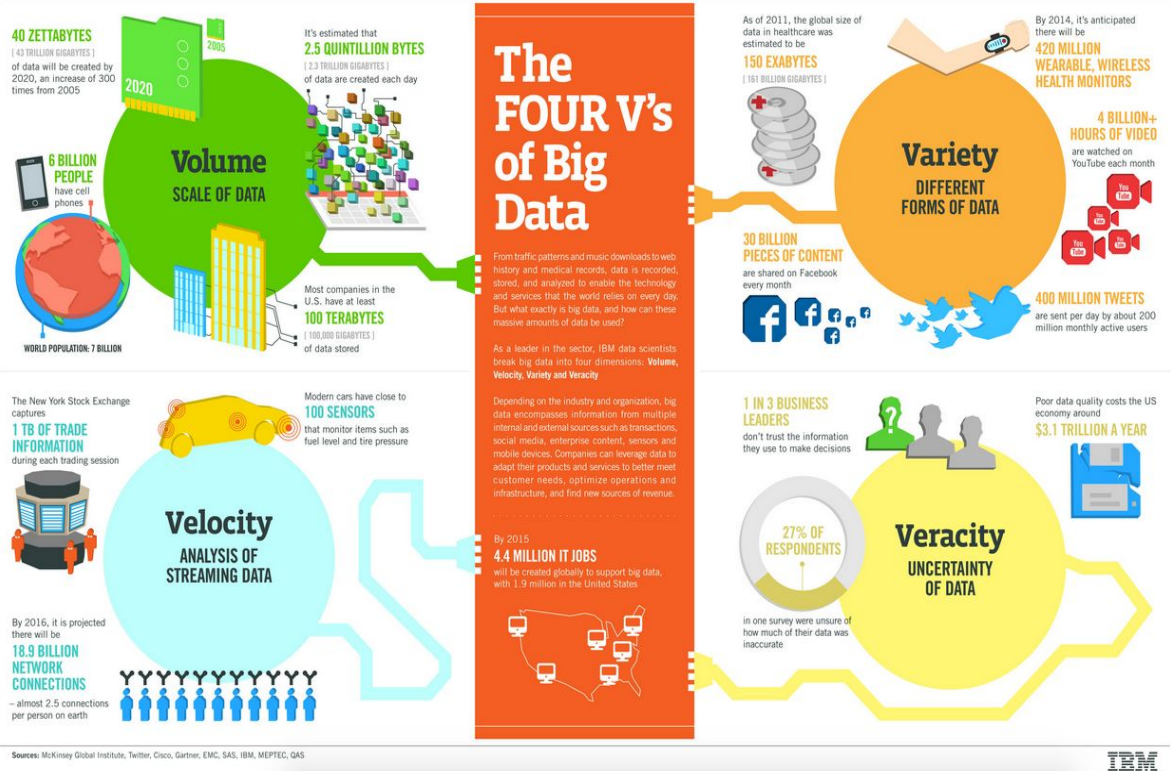 40 ZETTABYTES
[ 43 TRILLION GIGABYTES ]
of data will be created by
2020, an increase of 300
times from 2005
2020
2005
It's estimated that
2.5 QUINTILLION BYTES
[ 2.3 TRILLION GIGABYTES ]
of data are created each day
Volume
SCALE OF DATA
6 BILLION
PEOPLE
have cell
phones
WORLD POPULATION: 7 BILLION
Most companies in the
U.S. have at least
100 TERABYTES
[ 100,000 GIGABYTES ]
of data stored
The New York Stock Exchange
captures
1 TB OF TRADE
INFORMATION
during each trading session
Modern cars have close to
100 SENSORS
that monitor items such as
fuel level and tire pressure
Velocity
ANALYSIS OF
STREAMING DATA
By 2016, it is projected
there will be
18.9 BILLION
NETWORK
CONNECTIONS
– almost 2.5 connections
per person on earth
The
FOUR V's
of Big
Data
From traffic patterns and music downloads to web
history and medical records, data is recorded,
stored, and analyzed to enable the technology
and services that the world relies on every day.
But what exactly is big data, and how can these
massive amounts of data be used?
As a leader in the sector, IBM data scientists
break big data into four dimensions: Volume,
Velocity, Variety and Veracity
Depending on the industry and organization, big
data encompasses information from multiple
internal and external sources such as transactions,
social media, enterprise content, sensors and
mobile devices. Companies can leverage data to
adapt their products and services to better meet
customer needs, optimize operations and
infrastructure, and find new sources of revenue.
By 2015
4.4 MILLION IT JOBS
will be created globally to support big data,
with 1.9 million in the United States
As of 2011, the global size of
data in healthcare was
estimated to be
150 EXABYTES
[ 161 BILLION GIGABYTES ]
By 2014, it's anticipated
there will be
420 MILLION
WEARABLE, WIRELESS
HEALTH MONITORS
Variety
DIFFERENT
FORMS OF DATA
4 BILLION+
HOURS OF VIDEO
are watched on
YouTube each month
You
Tube
You
Tube
You
Tube
You
Tube
30 BILLION
PIECES OF CONTENT
are shared on Facebook
every month
f
f
f
f
f
f
400 MILLION TWEETS
are sent per day by about 200
million monthly active users
1 IN 3 BUSINESS
LEADERS
don't trust the information
they use to make decisions
?
Poor data quality costs the US
economy around
$3.1 TRILLION A YEAR
27% OF
RESPONDENTS
in one survey were unsure of
how much of their data was
inaccurate
Veracity
UNCERTAINTY
OF DATA
Sources: McKinsey Global Institute, Twitter, Cisco, Gartner, EMC, SAS, IBM, MEPTEC, QAS
IBM